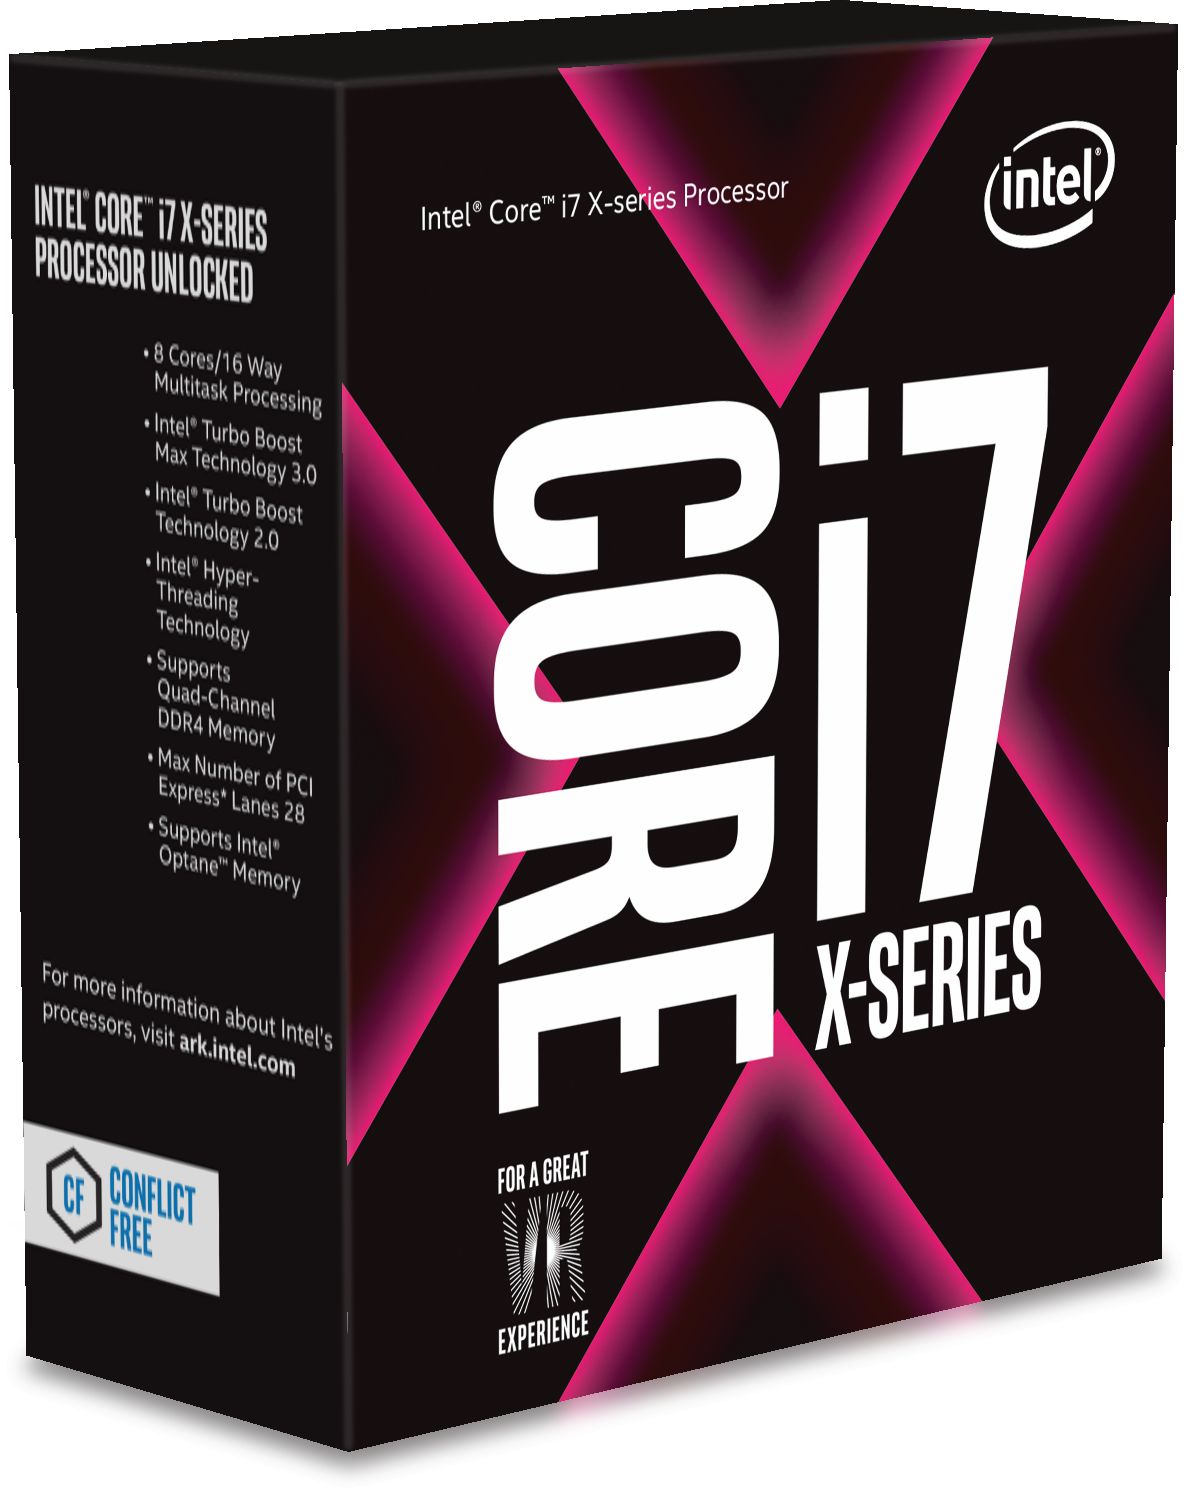 INTEL® CORE™ i7 X-SERIES
PROCESSOR UNLOCKED
• 8 Cores/16 Way
Multitask Processing
• Intel® Turbo Boost
Max Technology 3.0
• Intel® Turbo Boost
Technology 2.0
• Intel® Hyper-
Threading
Technology
• Supports
Quad-Channel
DDR4 Memory
• Max Number of PCI
Express* Lanes 28
• Supports Intel®
Optane™ Memory
For more information about Intel's
processors, visit ark.intel.com
CF
CONFLICT
FREE
Intel® Core™ i7 X-series Processor
intel®
CORE
i7
X-SERIES
FOR A GREAT
VR
EXPERIENCE